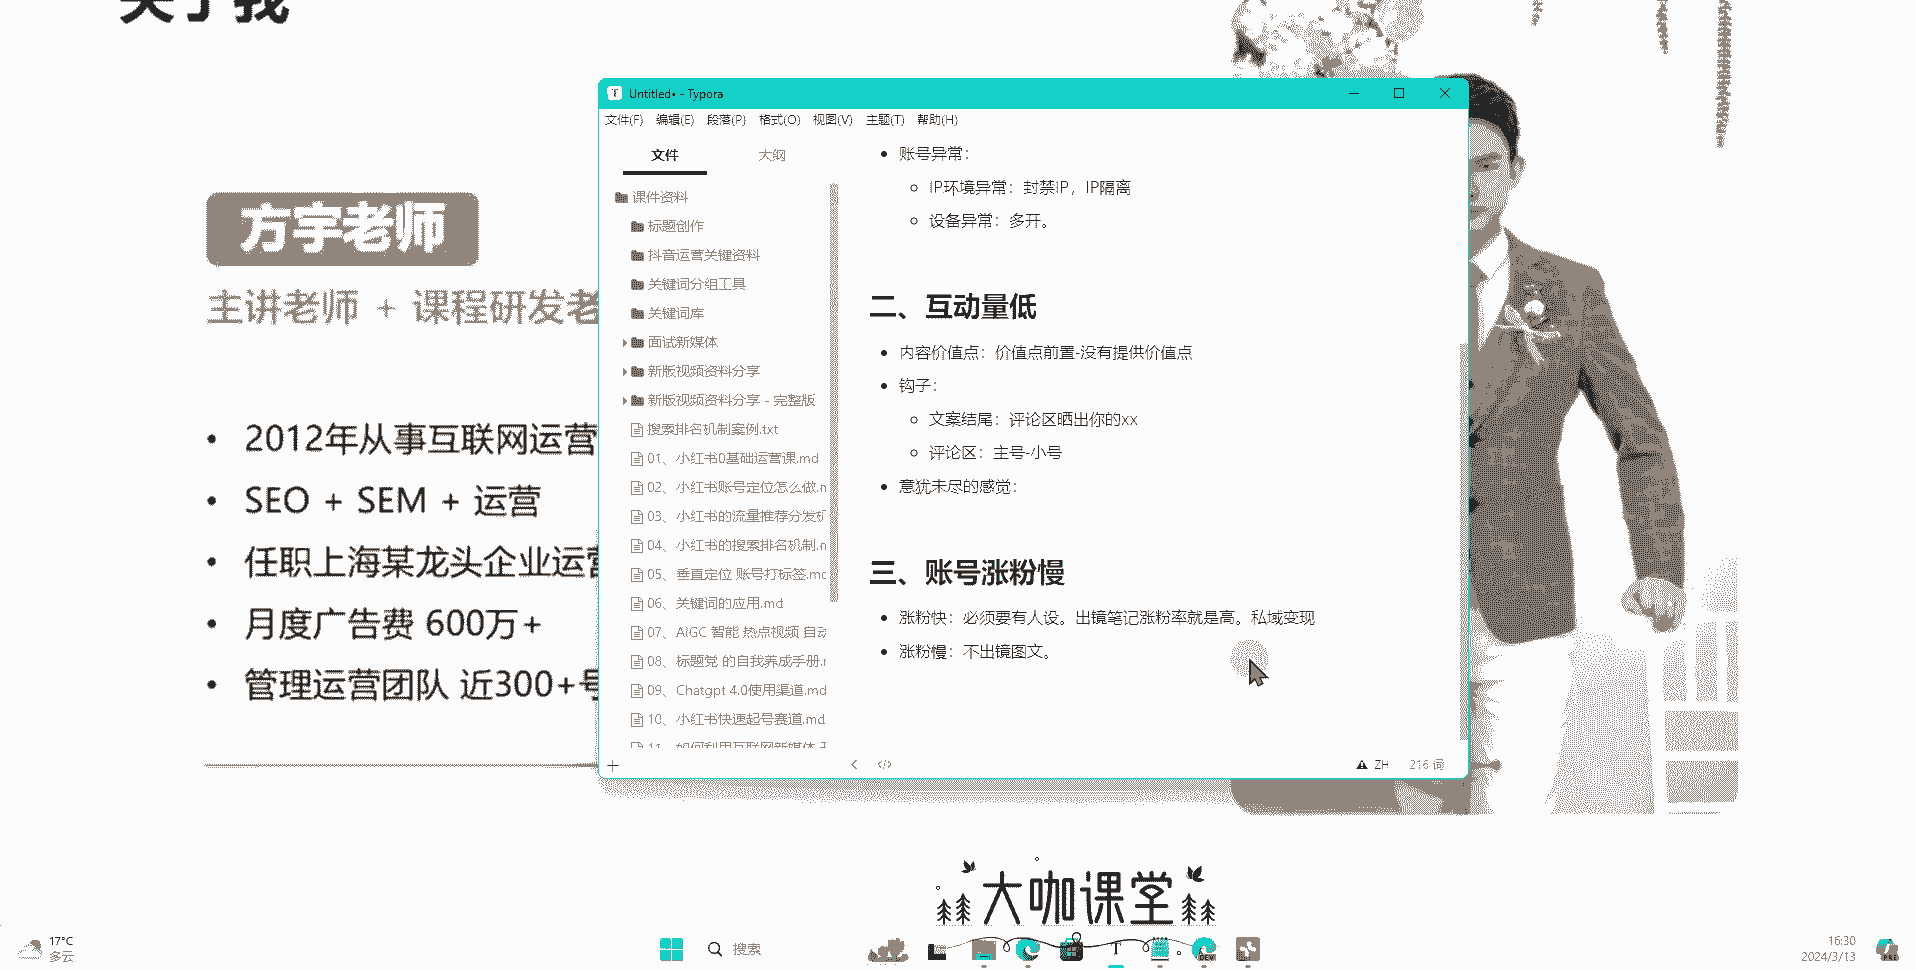 关于我
方宇老师
主讲老师 + 课程研发老
2012年从事互联网运营
SEO + SEM + 运营
任职上海某龙头企业运营
月度广告费 600万+
管理运营团队 近300+号
Untitled• - Typora
文件(F) 编辑(E) 段落(P) 格式(O) 视图(V) 主题(T) 帮助(H)
文件 大纲
课件资料
标题创作
抖音运营关键资料
关键词分组工具
关键词库
面试新媒体
新版视频资料分享
新版视频资料分享 - 完整版
搜索排名机制案例.txt
01、小红书0基础运营课.md
02、小红书账号定位怎么做.n
03、小红书的流量推荐分发机
04、小红书的搜索排名机制.n
05、垂直定位 账号打标签.mc
06、关键词的应用.md
07、AIGC 智能 热点视频 自动
08、标题党 的自我养成手册.r
09、Chatgpt 4.0使用渠道.md
10、小红书快速起号赛道.md
11、如何利用互联网新媒体
账号异常：
IP环境异常：封禁IP，IP隔离
设备异常：多开。
二、互动量低
内容价值点：价值点前置-没有提供价值点
钩子：
文案结尾：评论区晒出你的xx
评论区：主号-小号
意犹未尽的感觉：
三、账号涨粉慢
涨粉快：必须要有人设。出镜笔记涨粉率就是高。私域变现
涨粉慢：不出镜图文。
ZH 216 词
大咖课堂
17°C
多云
搜索
DEV
16:30
2024/3/13
PRE